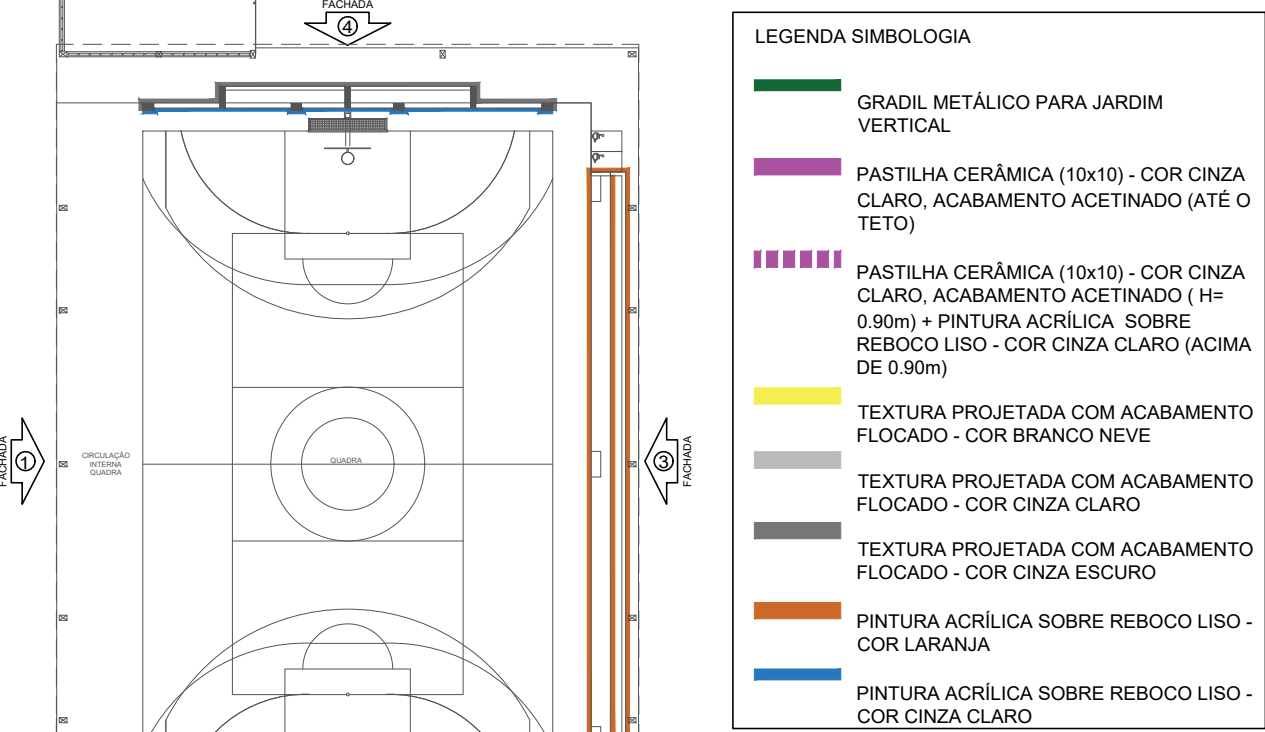 FACHADA
4
FACHADA
1
CIRCULAÇÃO
INTERNA
QUADRA
QUADRA
3
FACHADA
LEGENDA SIMBOLOGIA
GRADIL METÁLICO PARA JARDIM
VERTICAL
PASTILHA CERÂMICA (10x10) - COR CINZA
CLARO, ACABAMENTO ACETINADO (ATÉ O
TETO)
PASTILHA CERÂMICA (10x10) - COR CINZA
CLARO, ACABAMENTO ACETINADO ( H=
0.90m) + PINTURA ACRÍLICA SOBRE
REBOCO LISO - COR CINZA CLARO (ACIMA
DE 0.90m)
TEXTURA PROJETADA COM ACABAMENTO
FLOCADO - COR BRANCO NEVE
TEXTURA PROJETADA COM ACABAMENTO
FLOCADO - COR CINZA CLARO
TEXTURA PROJETADA COM ACABAMENTO
FLOCADO - COR CINZA ESCURO
PINTURA ACRÍLICA SOBRE REBOCO LISO -
COR LARANJA
PINTURA ACRÍLICA SOBRE REBOCO LISO -
COR CINZA CLARO